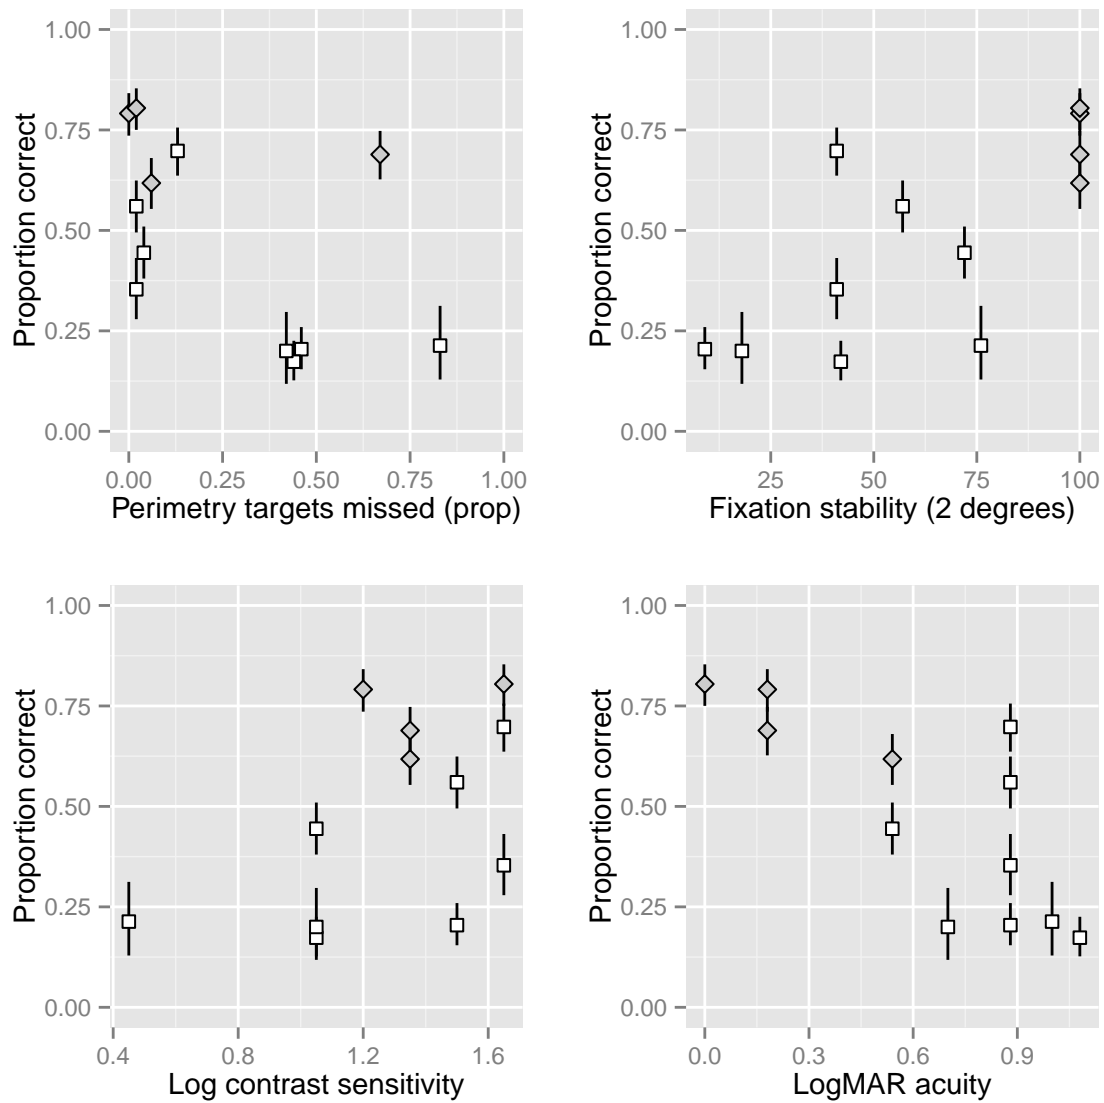 1.00
0.75
0.50
0.25
0.00
Proportion correct
0.00 0.25 0.50 0.75 1.00
Perimetry targets missed (prop)
1.00
0.75
0.50
0.25
0.00
Proportion correct
25 50 75 100
Fixation stability (2 degrees)
1.00
0.75
0.50
0.25
0.00
Proportion correct
0.4 0.8 1.2 1.6
Log contrast sensitivity
1.00
0.75
0.50
0.25
0.00
Proportion correct
0.0 0.3 0.6 0.9
LogMAR acuity